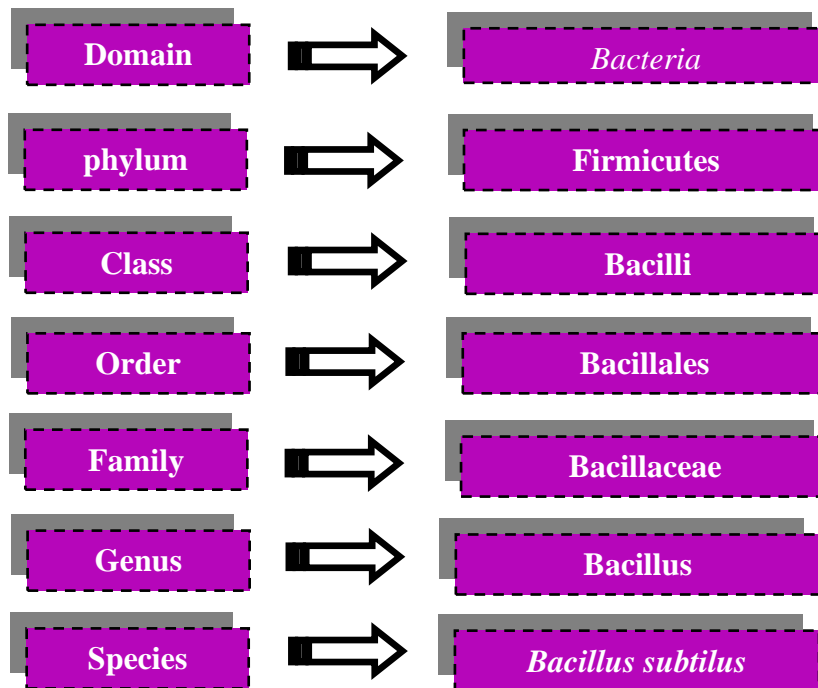 Domain Bacteria
phylum Firmicutes
Class Bacilli
Order Bacillales
Family Bacillaceae
Genus Bacillus
Species Bacillus subtilus